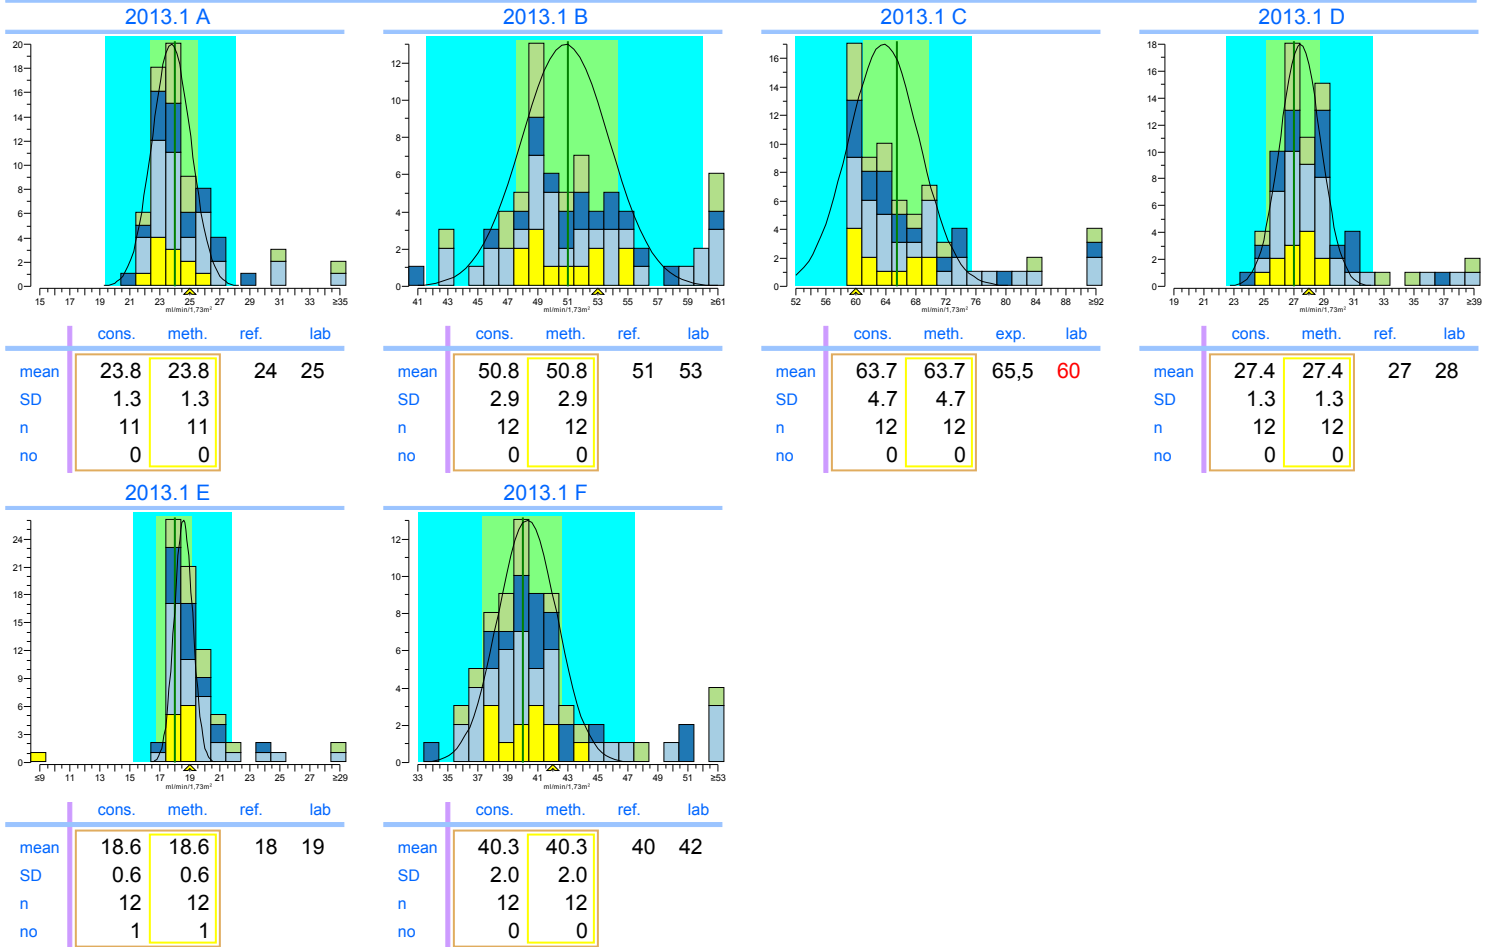 2013.1 A
20
18
16
14
12
10
8
6
4
2
0
15 17 19 21 23 25 27 29 31 33 ≥35
ml/min/1,73m²
cons. meth. ref. lab
mean 23.8 23.8 24 25
SD 1.3 1.3
n 11 11
no 0 0
2013.1 B
12
10
8
6
4
2
0
41 43 45 47 49 51 53 55 57 59 ≥61
ml/min/1,73m²
cons. meth. ref. lab
mean 50.8 50.8 51 53
SD 2.9 2.9
n 12 12
no 0 0
2013.1 C
16
14
12
10
8
6
4
2
0
52 56 60 64 68 72 76 80 84 88 ≥92
ml/min/1,73m²
cons. meth. exp. lab
mean 63.7 63.7 65,5 60
SD 4.7 4.7
n 12 12
no 0 0
2013.1 D
18
16
14
12
10
8
6
4
2
0
19 21 23 25 27 29 31 33 35 37 ≥39
ml/min/1,73m²
cons. meth. ref. lab
mean 27.4 27.4 27 28
SD 1.3 1.3
n 12 12
no 0 0
2013.1 E
24
21
18
15
12
9
6
3
0
≤9 11 13 15 17 19 21 23 25 27 ≥29
ml/min/1,73m²
cons. meth. ref. lab
mean 18.6 18.6 18 19
SD 0.6 0.6
n 12 12
no 1 1
2013.1 F
12
10
8
6
4
2
0
33 35 37 39 41 43 45 47 49 51 ≥53
ml/min/1,73m²
cons. meth. ref. lab
mean 40.3 40.3 40 42
SD 2.0 2.0
n 12 12
no 0 0